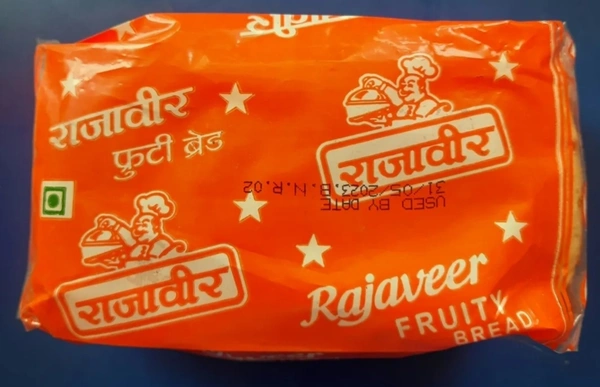 राजावीर
फ्रुटी ब्रेड
राजावीर
USED BY DATE
31/05/2023.B.N.R.02
राजावीर
Rajaveer
FRUITY
BREAD